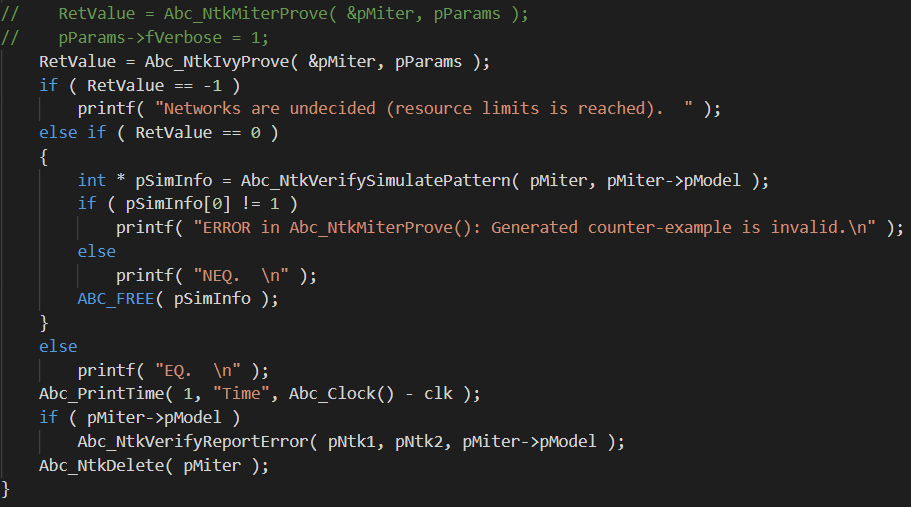 //    RetValue = Abc_NtkMiterProve( &pMiter, pParams );
//    pParams->fVerbose = 1;
    RetValue = Abc_NtkIvyProve( &pMiter, pParams );
    if ( RetValue == -1 )
        printf( "Networks are undecided (resource limits is reached).  " );
    else if ( RetValue == 0 )
    {
        int * pSimInfo = Abc_NtkVerifySimulatePattern( pMiter, pMiter->pModel );
        if ( pSimInfo[0] != 1 )
            printf( "ERROR in Abc_NtkMiterProve(): Generated counter-example is invalid.\n" );
        else
            printf( "NEQ.  \n" );
        ABC_FREE( pSimInfo );
    }
    else
        printf( "EQ.  \n" );
    Abc_PrintTime( 1, "Time", Abc_Clock() - clk );
    if ( pMiter->pModel )
        Abc_NtkVerifyReportError( pNtk1, pNtk2, pMiter->pModel );
    Abc_NtkDelete( pMiter );
}